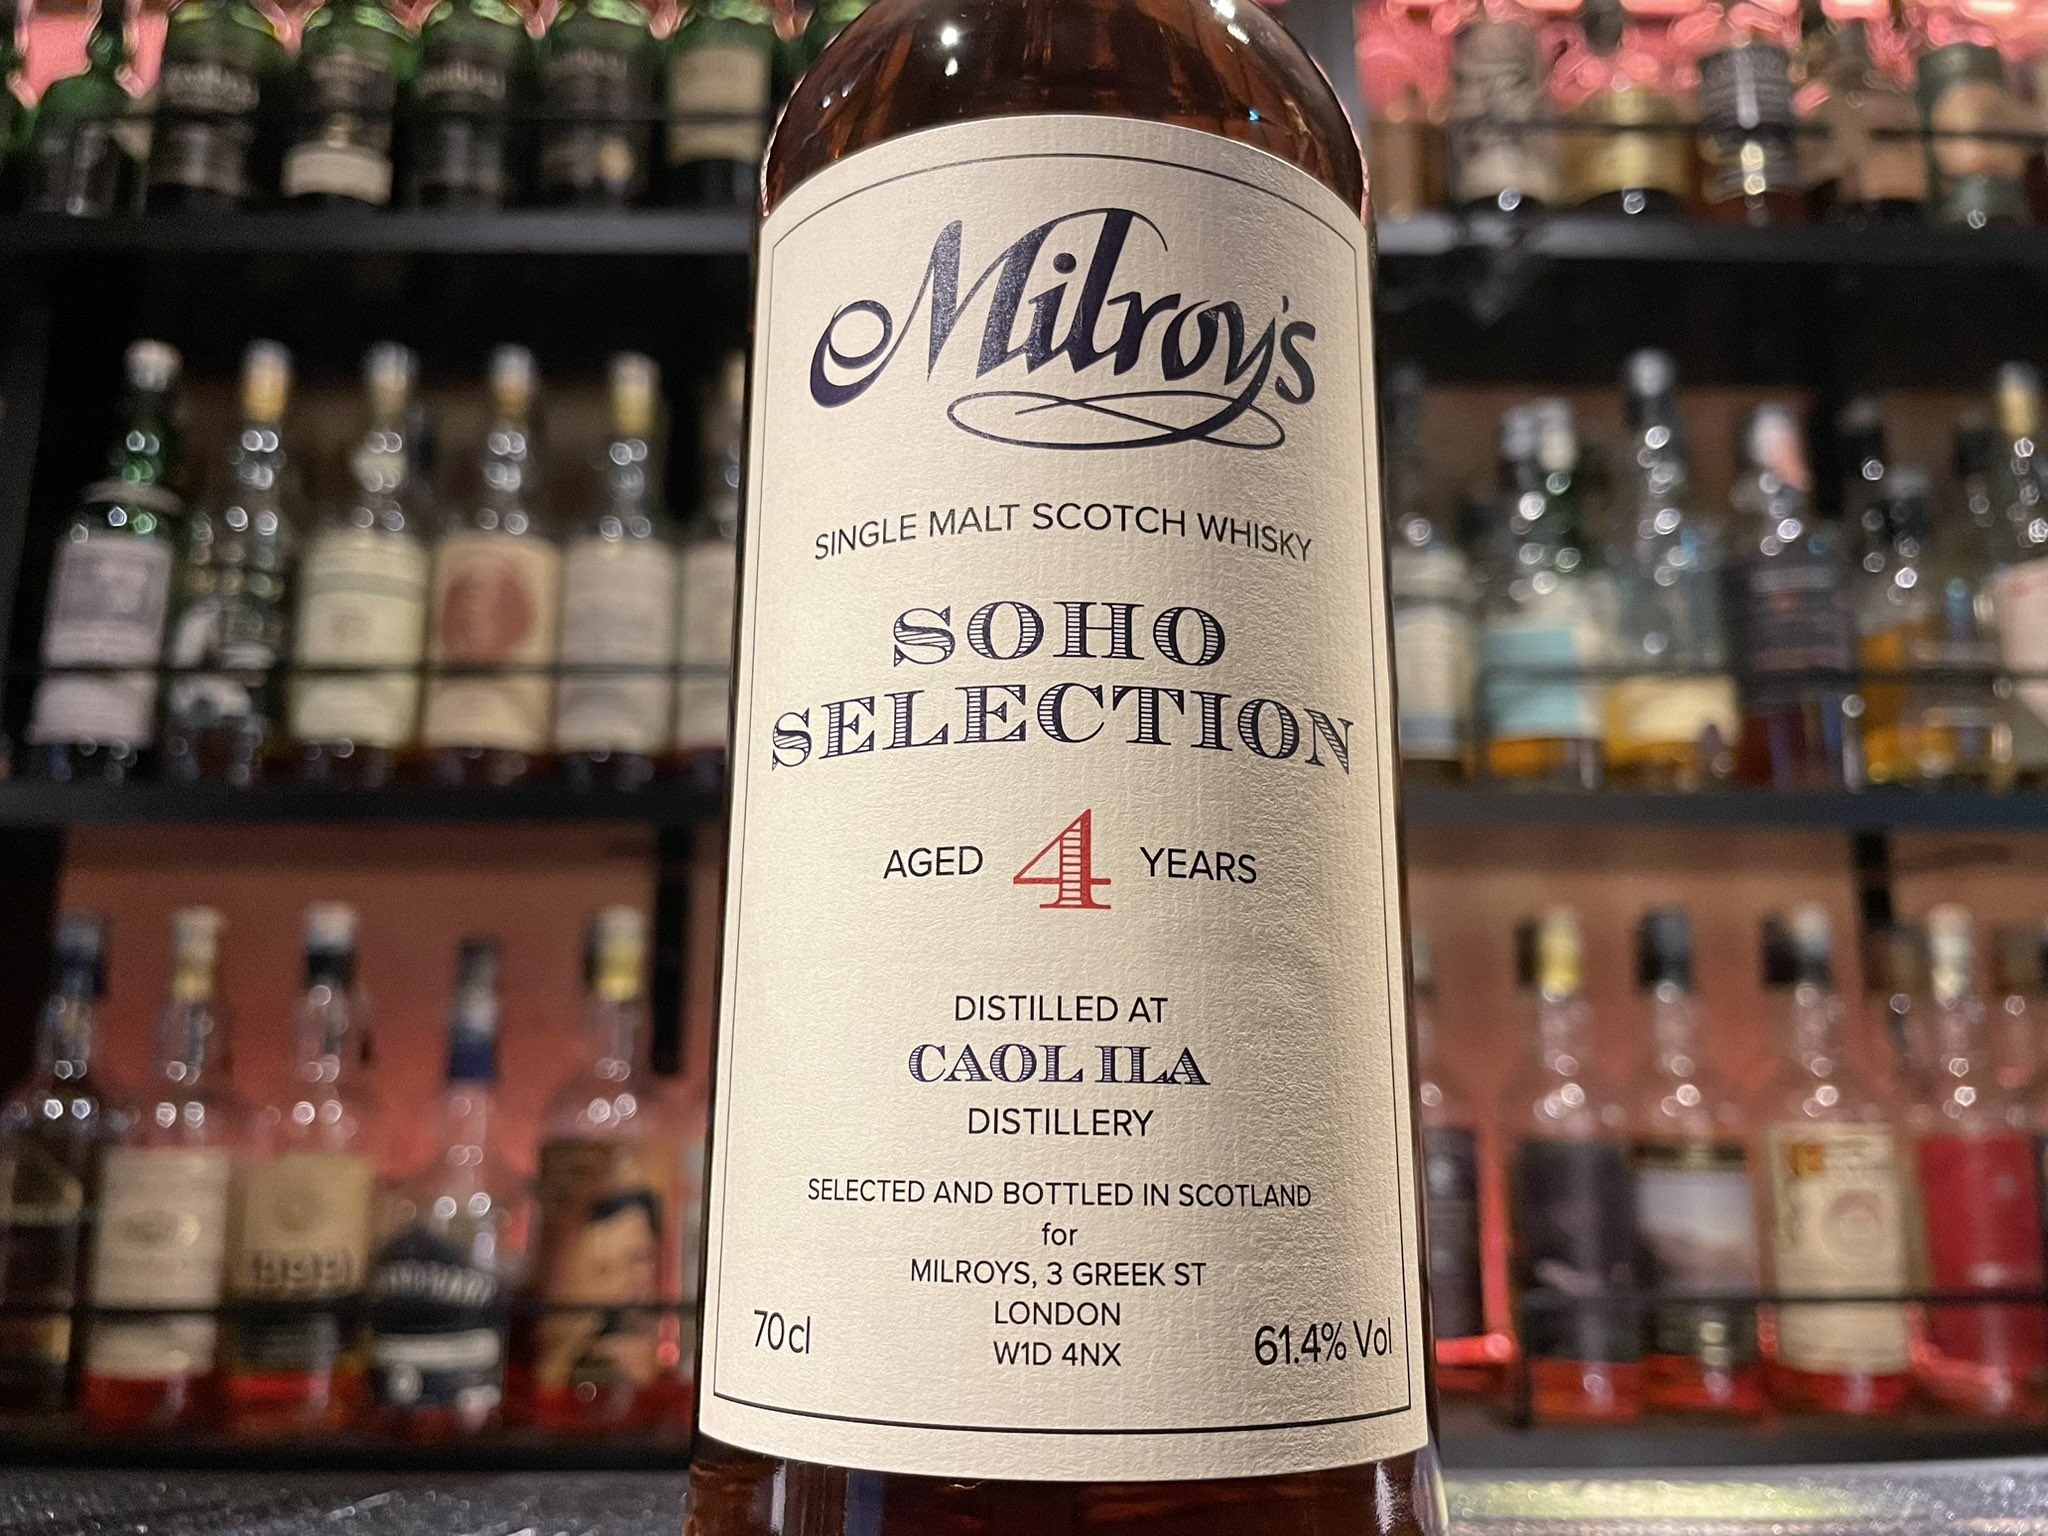 Milroy's
SINGLE MALT SCOTCH WHISKY
SOHO
SELECTION
AGED 4 YEARS
DISTILLED AT
CAOL ILA
DISTILLERY
SELECTED AND BOTTLED IN SCOTLAND
for
MILROYS, 3 GREEK ST
LONDON
W1D 4NX
70cl
61.4% Vol